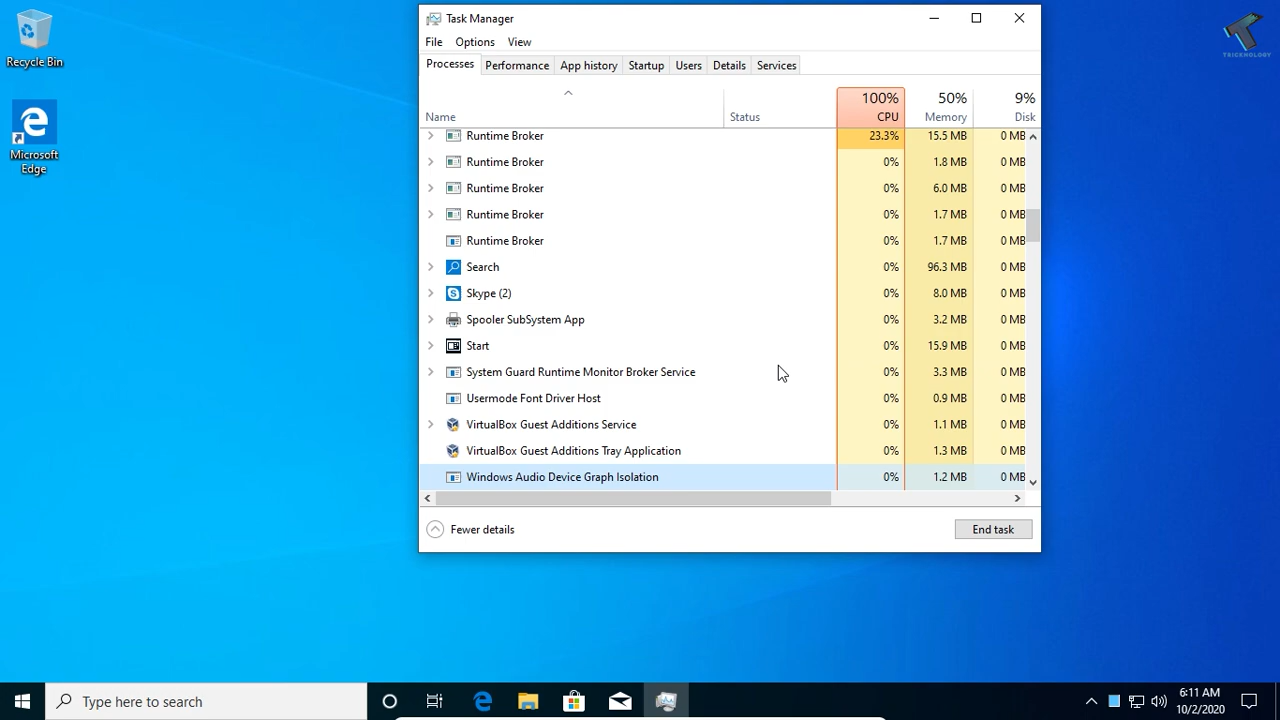 Task Manager
File Options View
Processes Performance App history Startup Users Details Services
100% 50% 9%
Name Status CPU Memory Disk
Runtime Broker 23.3% 15.5 MB 0 MB
Runtime Broker 0% 1.8 MB 0 MB
Runtime Broker 0% 6.0 MB 0 MB
Runtime Broker 0% 1.7 MB 0 MB
Runtime Broker 0% 1.7 MB 0 MB
Search 0% 96.3 MB 0 MB
Skype (2) 0% 8.0 MB 0 MB
Spooler SubSystem App 0% 3.2 MB 0 MB
Start 0% 15.9 MB 0 MB
System Guard Runtime Monitor Broker Service 0% 3.3 MB 0 MB
Usermode Font Driver Host 0% 0.9 MB 0 MB
VirtualBox Guest Additions Service 0% 1.1 MB 0 MB
VirtualBox Guest Additions Tray Application 0% 1.3 MB 0 MB
Windows Audio Device Graph Isolation 0% 1.2 MB 0 MB
Fewer details End task
Recycle Bin
Microsoft
Edge
TRICKNOLOGY
Type here to search
6:11 AM
10/2/2020